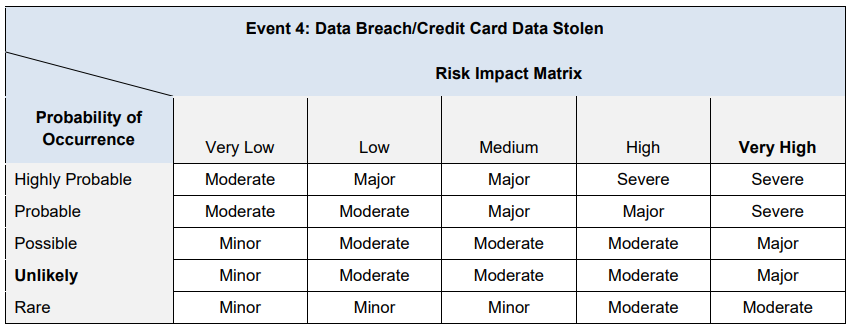 Event 4: Data Breach/Credit Card Data Stolen
Risk Impact Matrix
Probability of
Occurrence
Very Low Low Medium High Very High
Highly Probable Moderate Major Major Severe Severe
Probable Moderate Moderate Major Major Severe
Possible Minor Moderate Moderate Moderate Major
Unlikely Minor Moderate Moderate Moderate Major
Rare Minor Minor Minor Moderate Moderate